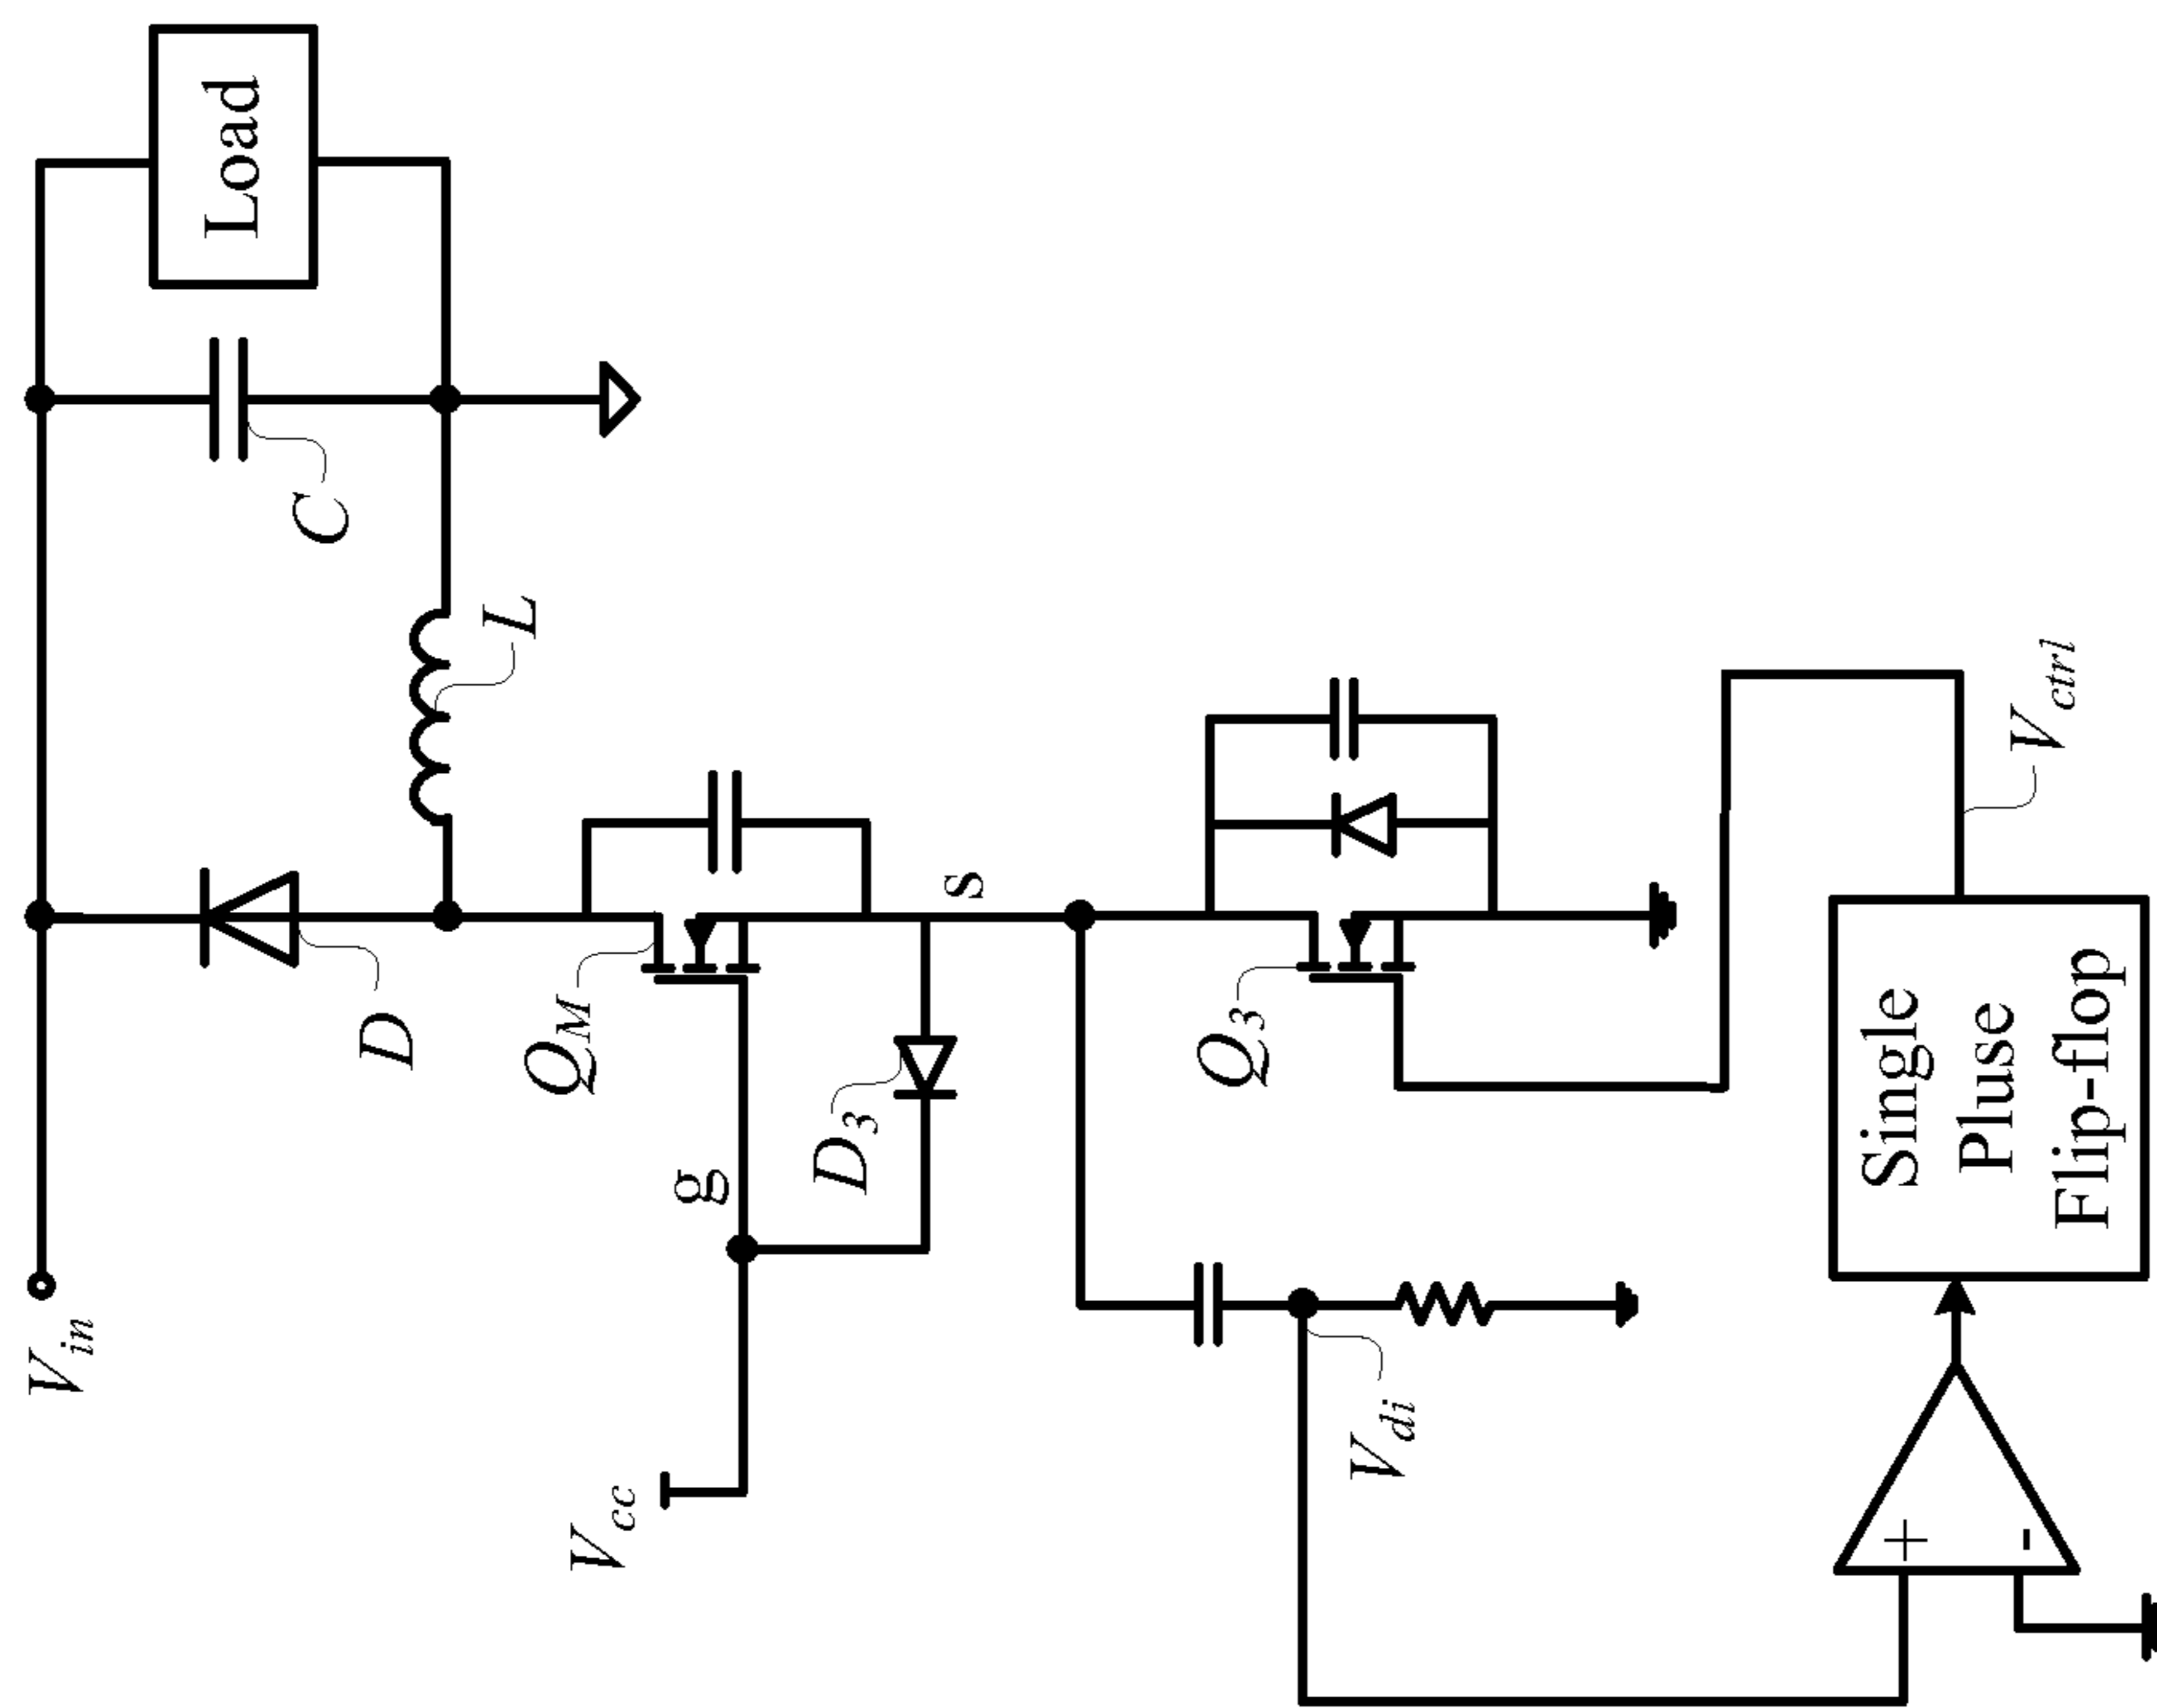 V_in
D
C
Load
L
V_cc
g
Q_M
D_3
s
V_di
Q_3
+
-
Single
Pluse
Flip-flop
V_ctrl